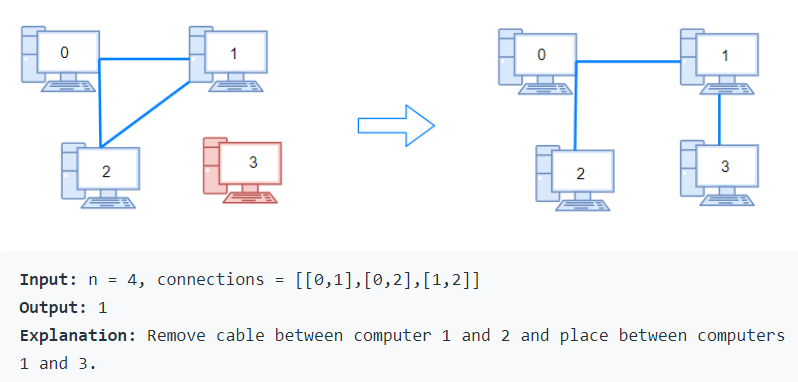 0
1
2
3
0
1
2
3
Input: n = 4, connections = [[0,1],[0,2],[1,2]]
Output: 1
Explanation: Remove cable between computer 1 and 2 and place between computers
1 and 3.